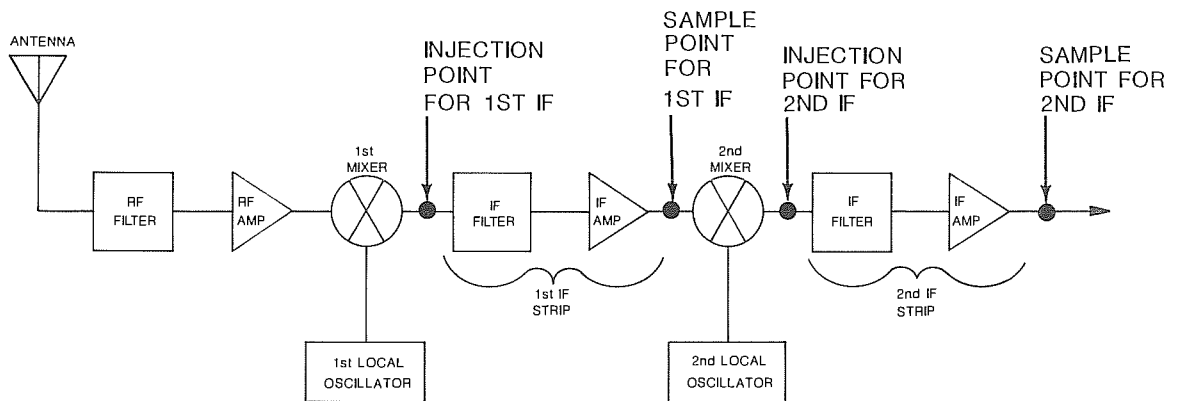 ANTENNA
INJECTION
POINT
FOR 1ST IF
SAMPLE
POINT
FOR
1ST IF
INJECTION
POINT FOR
2ND IF
SAMPLE
POINT FOR
2ND IF
RF
FILTER
RF
AMP
1st
MIXER
IF
FILTER
IF
AMP
2nd
MIXER
IF
FILTER
IF
AMP
1st IF
STRIP
2nd IF
STRIP
1st LOCAL
OSCILLATOR
2nd LOCAL
OSCILLATOR